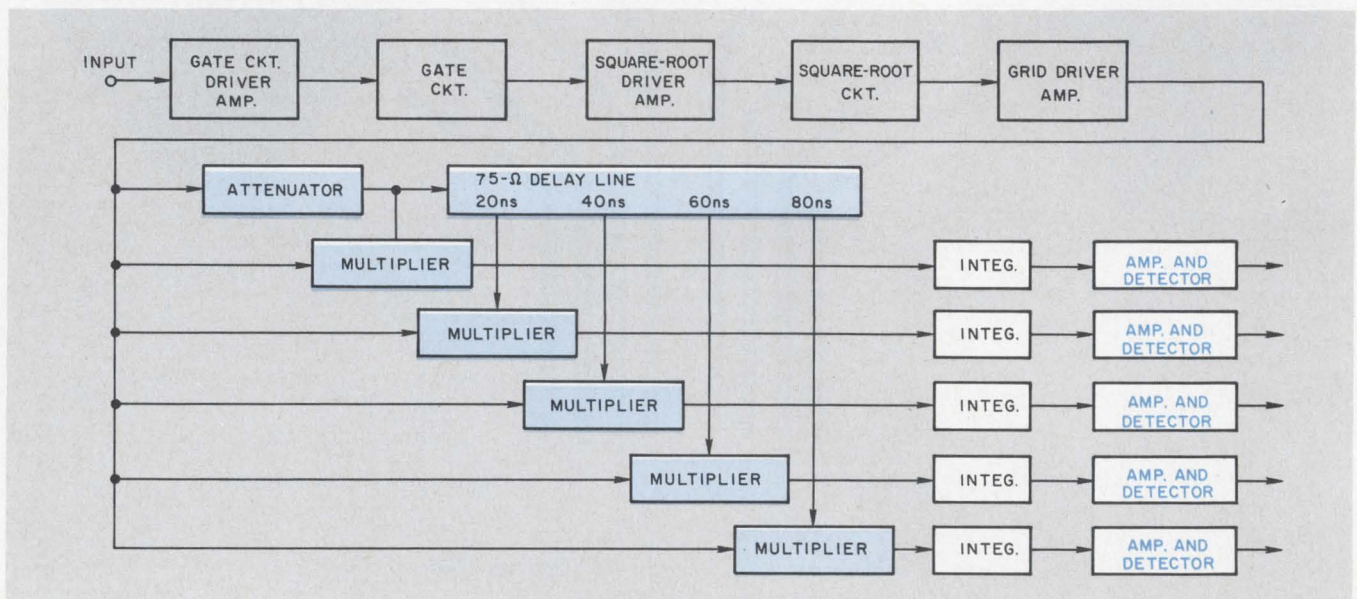 INPUT
GATE CKT.
DRIVER
AMP.
GATE
CKT.
SQUARE-ROOT
DRIVER
AMP.
SQUARE-ROOT
CKT.
GRID DRIVER
AMP.
ATTENUATOR
75-Ω DELAY LINE
20ns 40ns 60ns 80ns
MULTIPLIER
INTEG.
AMP. AND
DETECTOR
MULTIPLIER
INTEG.
AMP. AND
DETECTOR
MULTIPLIER
INTEG.
AMP. AND
DETECTOR
MULTIPLIER
INTEG.
AMP. AND
DETECTOR
MULTIPLIER
INTEG.
AMP. AND
DETECTOR